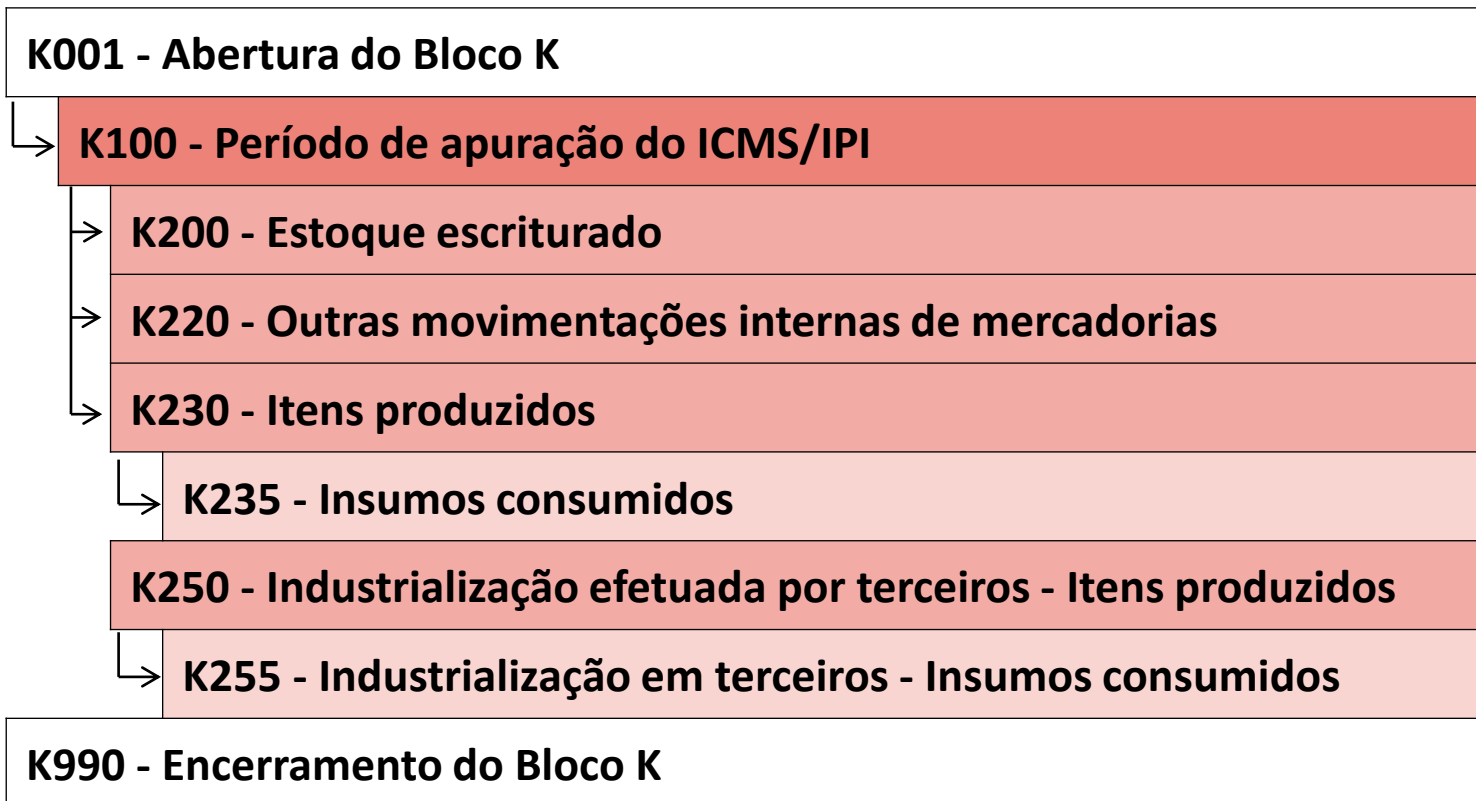 K001 - Abertura do Bloco K
K100 - Período de apuração do ICMS/IPI
K200 - Estoque escriturado
K220 - Outras movimentações internas de mercadorias
K230 - Itens produzidos
K235 - Insumos consumidos
K250 - Industrialização efetuada por terceiros - Itens produzidos
K255 - Industrialização em terceiros - Insumos consumidos
K990 - Encerramento do Bloco K